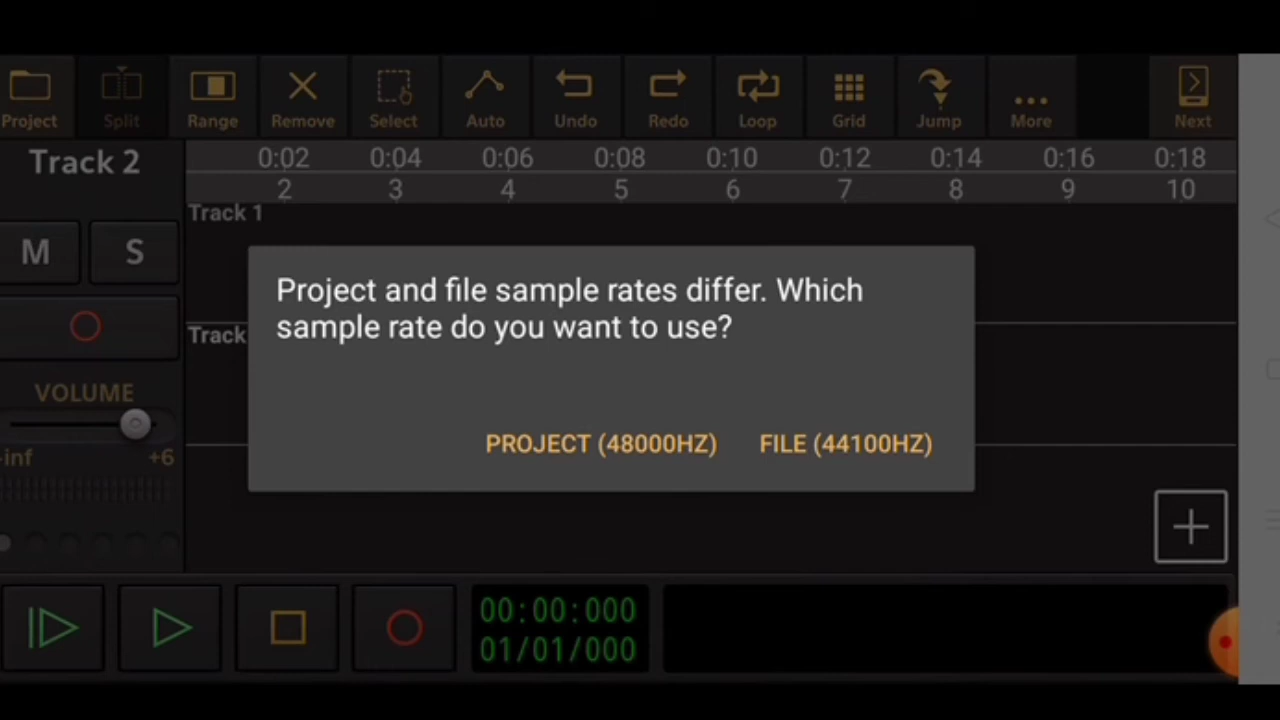 Project Split Range Remove Select Auto Undo Redo Loop Grid Jump More Next
Track 2
0:02 0:04 0:06 0:08 0:10 0:12 0:14 0:16 0:18
2 3 4 5 6 7 8 9 10
Track 1
M S
Project and file sample rates differ. Which
sample rate do you want to use?
Track
VOLUME
-inf +6
PROJECT (48000HZ) FILE (44100HZ)
00:00:000
01/01/000